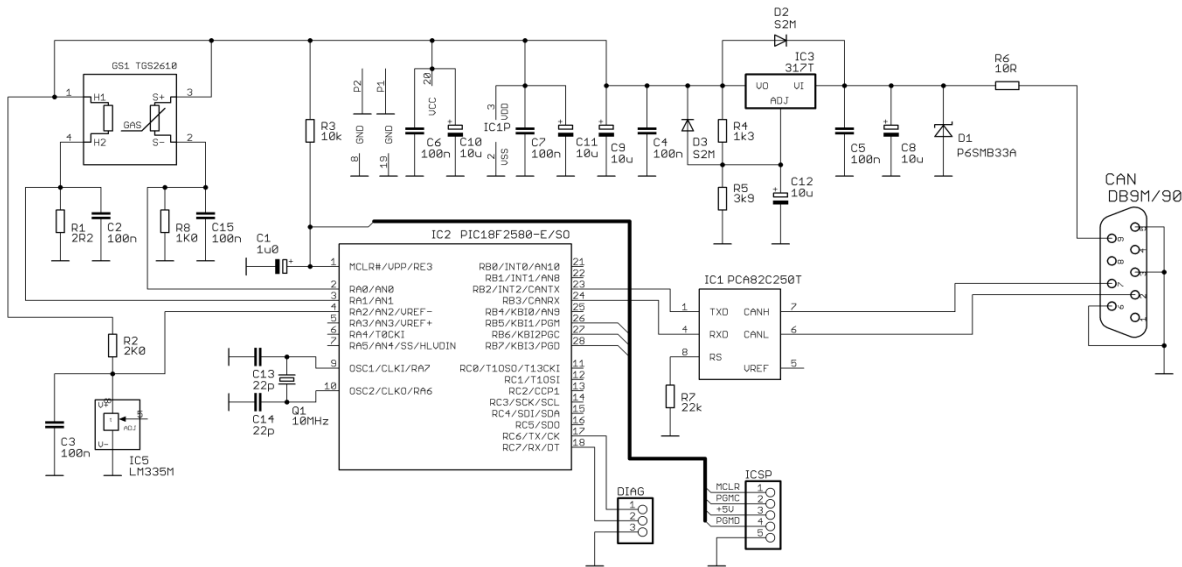 D2
S2M
IC3
317T
VO VI
ADJ
R6
10R
GS1 TGS2610
1 H1 S+ 3
GAS
4 H2 S- 2
R3
10k
P2
GND
8
P1
GND
19
20
VCC
C6
100n
C10
10u
3
VDD
IC1P
VSS
2
C7
100n
C11
10u
C9
10u
C4
100n
D3
S2M
R4
1k3
R5
3k9
C12
10u
C5
100n
C8
10u
D1
P6SMB33A
CAN
DB9M/90
R1
2R2
C2
100n
R8
1K0
C15
100n
C1
1u0
IC2 PIC18F2580-E/SO
1 MCLR#/VPP/RE3
2 RA0/AN0
3 RA1/AN1
4 RA2/AN2/VREF-
5 RA3/AN3/VREF+
6 RA4/T0CKI
7 RA5/AN4/SS/HLVDIN
9 OSC1/CLKI/RA7
10 OSC2/CLKO/RA6
RB0/INT0/AN10 21
RB1/INT1/AN8 22
RB2/INT2/CANTX 23
RB3/CANRX 24
RB4/KBI0/AN9 25
RB5/KBI1/PGM 26
RB6/KBI2PGC 27
RB7/KBI3/PGD 28
RC0/T1OSO/T13CKI 11
RC1/T1OSI 12
RC2/CCP1 13
RC3/SCK/SCL 14
RC4/SDI/SDA 15
RC5/SDO 16
RC6/TX/CK 17
RC7/RX/DT 18
IC1 PCA82C250T
1 TXD CANH 7
4 RXD CANL 6
8 RS
VREF 5
R7
22k
R2
2K0
C13
22p
C14
22p
Q1
10MHz
C3
100n
V+ 8
ADJ 5
V-
IC5
LM335M
DIAG
1
2
3
ICSP
MCLR 1
PGMC 2
+5V 3
PGMD 4
5